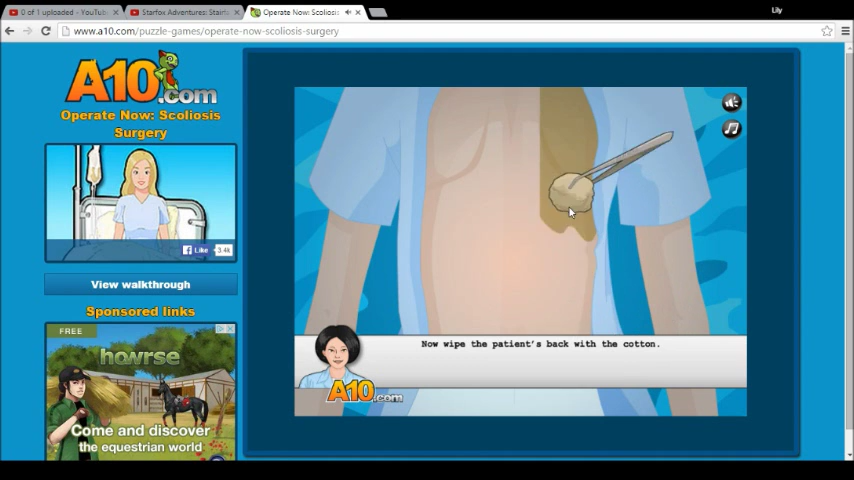 0 of 1 uploaded - YouTub
Starfox Adventures: Stairf
Operate Now: Scoliosis
Lily
www.a10.com/puzzle-games/operate-now-scoliosis-surgery
A10.com
Operate Now: Scoliosis
Surgery
Like
3.4k
View walkthrough
Sponsored links
FREE
howrse
Come and discover
the equestrian world
Now wipe the patient's back with the cotton.
A10.com